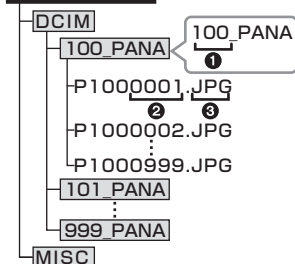 DCIM
100_PANA
100_PANA
❶
P1000001.JPG
❷ ❸
P1000002.JPG
P1000999.JPG
101_PANA
999_PANA
MISC